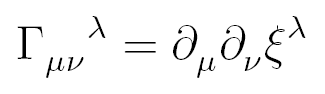 Γ_{μν}^{λ} = ∂_μ ∂_ν ξ^λ